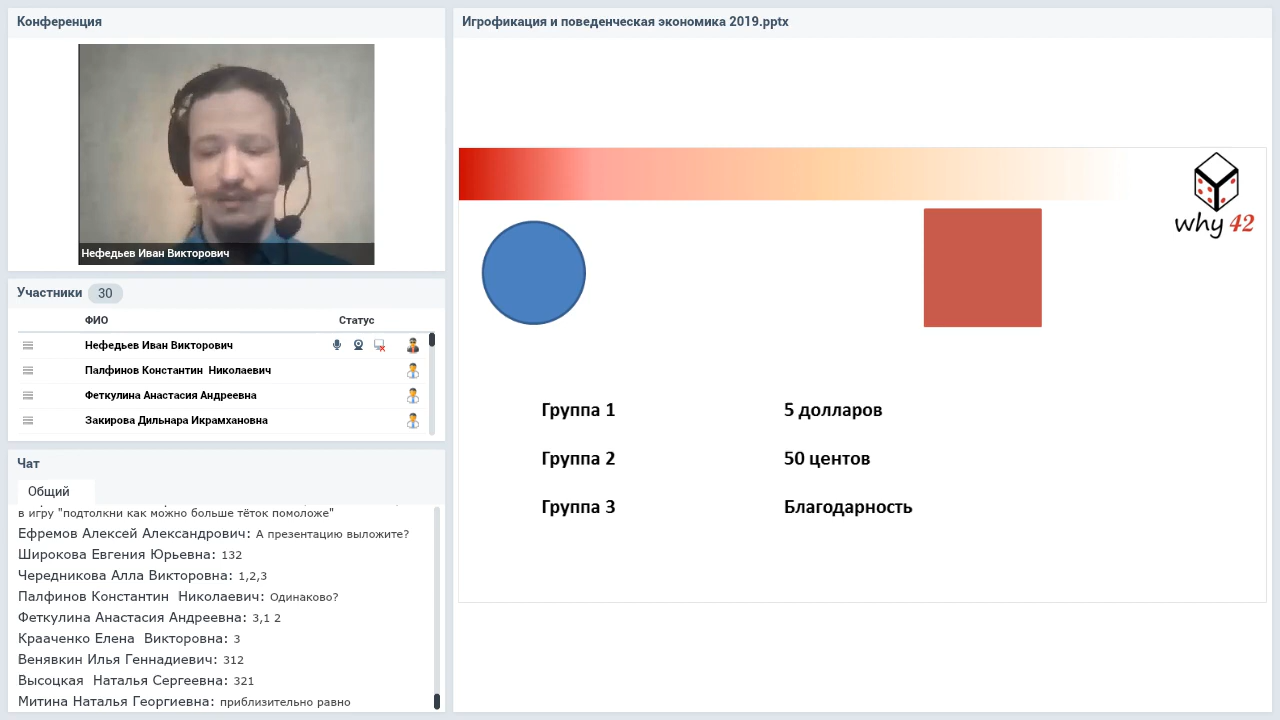 Конференция
Нефедьев Иван Викторович
Участники 30
ФИО Статус
Нефедьев Иван Викторович
Палфинов Константин Николаевич
Феткулина Анастасия Андреевна
Закирова Дильнара Икрамхановна
Чат
Общий
в игру "подтолкни как можно больше тёток помоложе"
Ефремов Алексей Александрович: А презентацию выложите?
Широкова Евгения Юрьевна: 132
Чередникова Алла Викторовна: 1,2,3
Палфинов Константин Николаевич: Одинаково?
Феткулина Анастасия Андреевна: 3,1 2
Крааченко Елена Викторовна: 3
Венявкин Илья Геннадиевич: 312
Высоцкая Наталья Сергеевна: 321
Митина Наталья Георгиевна: приблизительно равно
Игрофикация и поведенческая экономика 2019.pptx
why 42
Группа 1 5 долларов
Группа 2 50 центов
Группа 3 Благодарность